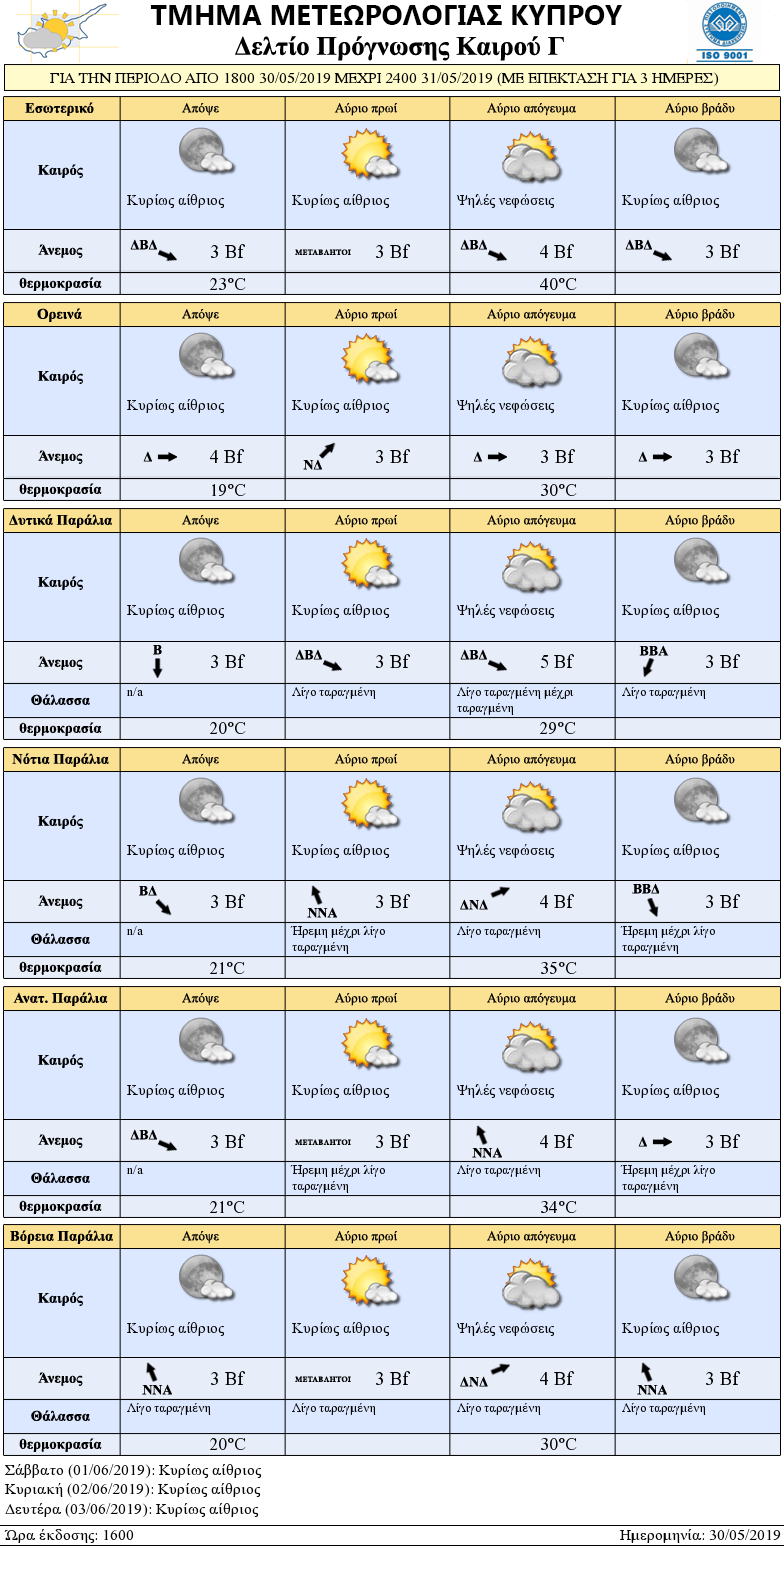 ΤΜΗΜΑ ΜΕΤΕΩΡΟΛΟΓΙΑΣ ΚΥΠΡΟΥ
Δελτίο Πρόγνωσης Καιρού Γ
ISO 9001
ΓΙΑ ΤΗΝ ΠΕΡΙΟΔΟ ΑΠΟ 1800 30/05/2019 ΜΕΧΡΙ 2400 31/05/2019 (ΜΕ ΕΠΕΚΤΑΣΗ ΓΙΑ 3 ΗΜΕΡΕΣ)
Εσωτερικό Απόψε Αύριο πρωί Αύριο απόγευμα Αύριο βράδυ
Καιρός Κυρίως αίθριος Κυρίως αίθριος Ψηλές νεφώσεις Κυρίως αίθριος
Άνεμος ΔΒΔ 3 Bf ΜΕΤΑΒΛΗΤΟΙ 3 Bf ΔΒΔ 4 Bf ΔΒΔ 3 Bf
θερμοκρασία 23°C 40°C
Ορεινά Απόψε Αύριο πρωί Αύριο απόγευμα Αύριο βράδυ
Καιρός Κυρίως αίθριος Κυρίως αίθριος Ψηλές νεφώσεις Κυρίως αίθριος
Άνεμος Δ 4 Bf ΝΔ 3 Bf Δ 3 Bf Δ 3 Bf
θερμοκρασία 19°C 30°C
Δυτικά Παράλια Απόψε Αύριο πρωί Αύριο απόγευμα Αύριο βράδυ
Καιρός Κυρίως αίθριος Κυρίως αίθριος Ψηλές νεφώσεις Κυρίως αίθριος
Άνεμος Β 3 Bf ΔΒΔ 3 Bf ΔΒΔ 5 Bf ΒΒΑ 3 Bf
Θάλασσα n/a Λίγο ταραγμένη Λίγο ταραγμένη μέχρι ταραγμένη Λίγο ταραγμένη
θερμοκρασία 20°C 29°C
Νότια Παράλια Απόψε Αύριο πρωί Αύριο απόγευμα Αύριο βράδυ
Καιρός Κυρίως αίθριος Κυρίως αίθριος Ψηλές νεφώσεις Κυρίως αίθριος
Άνεμος ΒΔ 3 Bf ΝΝΑ 3 Bf ΔΝΔ 4 Bf ΒΒΔ 3 Bf
Θάλασσα n/a Ήρεμη μέχρι λίγο ταραγμένη Λίγο ταραγμένη Ήρεμη μέχρι λίγο ταραγμένη
θερμοκρασία 21°C 35°C
Ανατ. Παράλια Απόψε Αύριο πρωί Αύριο απόγευμα Αύριο βράδυ
Καιρός Κυρίως αίθριος Κυρίως αίθριος Ψηλές νεφώσεις Κυρίως αίθριος
Άνεμος ΔΒΔ 3 Bf ΜΕΤΑΒΛΗΤΟΙ 3 Bf ΝΝΑ 4 Bf Δ 3 Bf
Θάλασσα n/a Ήρεμη μέχρι λίγο ταραγμένη Λίγο ταραγμένη Ήρεμη μέχρι λίγο ταραγμένη
θερμοκρασία 21°C 34°C
Βόρεια Παράλια Απόψε Αύριο πρωί Αύριο απόγευμα Αύριο βράδυ
Καιρός Κυρίως αίθριος Κυρίως αίθριος Ψηλές νεφώσεις Κυρίως αίθριος
Άνεμος ΝΝΑ 3 Bf ΜΕΤΑΒΛΗΤΟΙ 3 Bf ΔΝΔ 4 Bf ΝΝΑ 3 Bf
Θάλασσα Λίγο ταραγμένη Λίγο ταραγμένη Λίγο ταραγμένη Λίγο ταραγμένη
θερμοκρασία 20°C 30°C
Σάββατο (01/06/2019): Κυρίως αίθριος
Κυριακή (02/06/2019): Κυρίως αίθριος
Δευτέρα (03/06/2019): Κυρίως αίθριος
Ώρα έκδοσης: 1600 Ημερομηνία: 30/05/2019